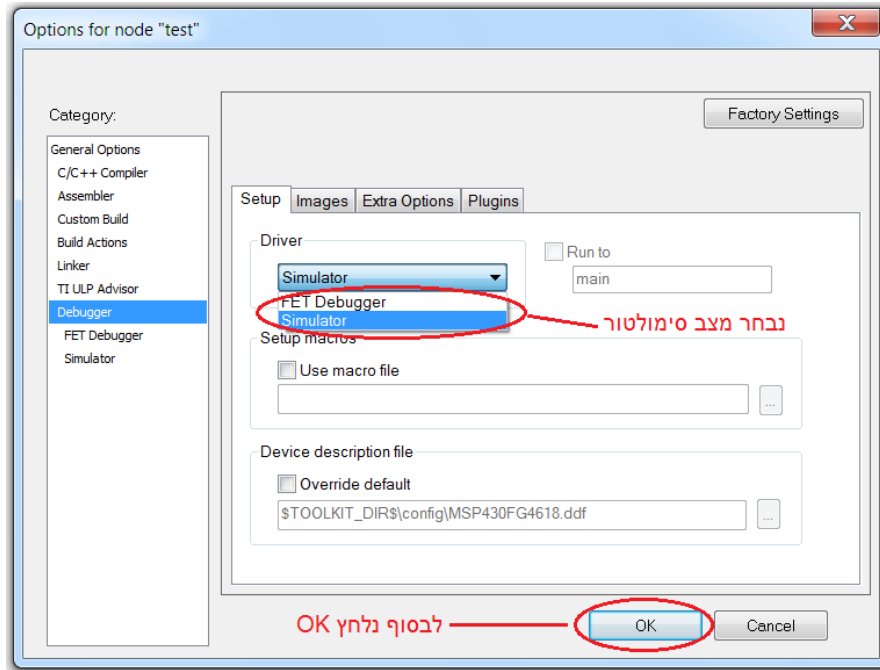 Options for node "test"
Category:
Factory Settings
General Options
C/C++ Compiler
Assembler
Custom Build
Build Actions
Linker
TI ULP Advisor
Debugger
FET Debugger
Simulator
Setup
Images
Extra Options
Plugins
Driver
Simulator
FET Debugger
Simulator
Run to
main
נבחר מצב סימולטור
Setup macros
Use macro file
...
Device description file
Override default
$TOOLKIT_DIR$\config\MSP430FG4618.ddf
...
לבסוף נלחץ OK
OK
Cancel